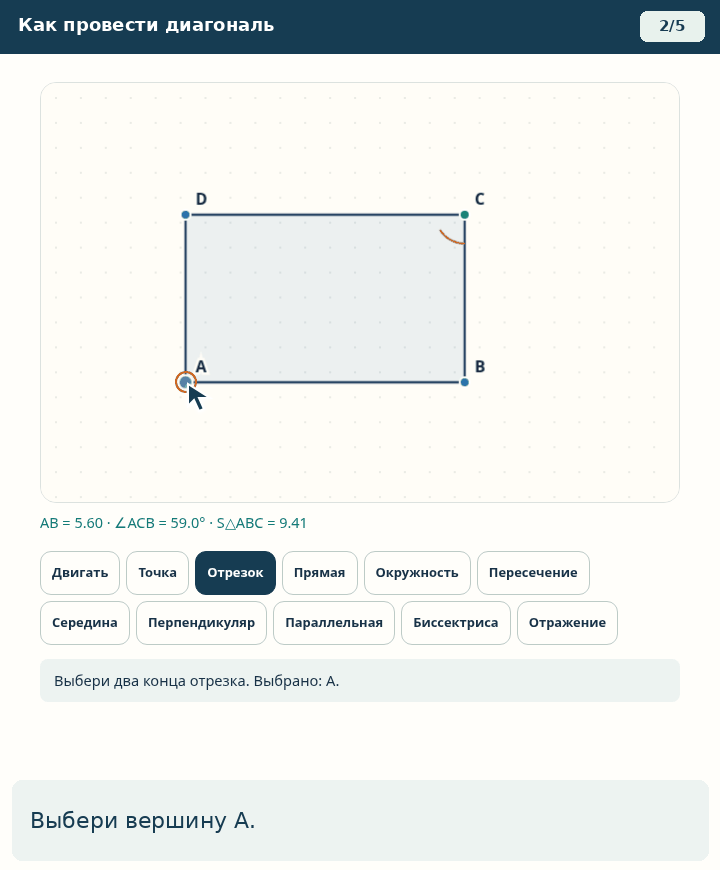 Как провести диагональ
2/5
D
C
A
B
AB = 5.60 · ∠ACB = 59.0° · S△ABC = 9.41
Двигать Точка Отрезок Прямая Окружность Пересечение
Середина Перпендикуляр Параллельная Биссектриса Отражение
Выбери два конца отрезка. Выбрано: A.
Выбери вершину A.